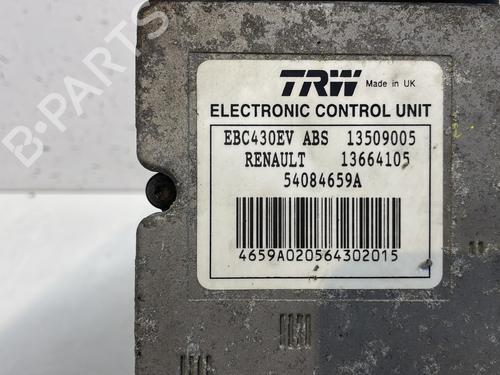 B-PARTS
TRW Made in UK
ELECTRONIC CONTROL UNIT
EBC430EV ABS 13509005
RENAULT 13664105
54084659A
4659A020564302015